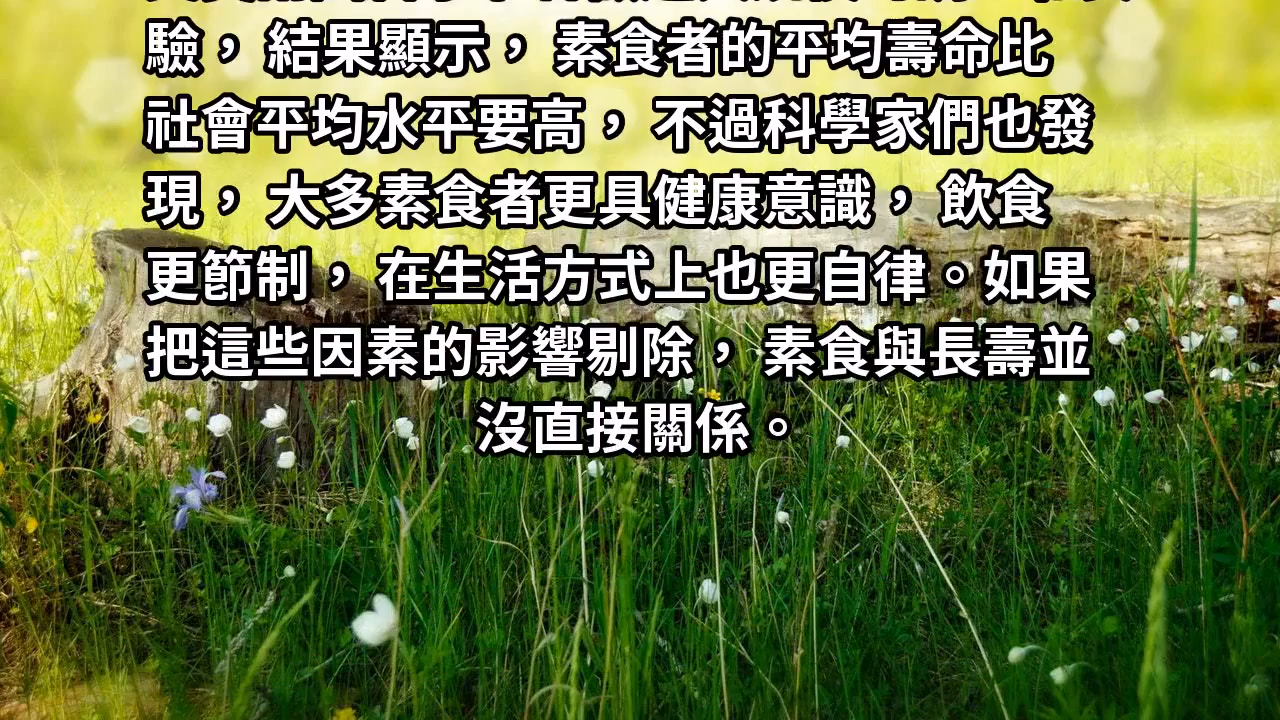 驗， 結果顯示， 素食者的平均壽命比
社會平均水平要高， 不過科學家們也發
現， 大多素食者更具健康意識， 飲食
更節制， 在生活方式上也更自律。如果
把這些因素的影響剔除， 素食與長壽並
沒直接關係。